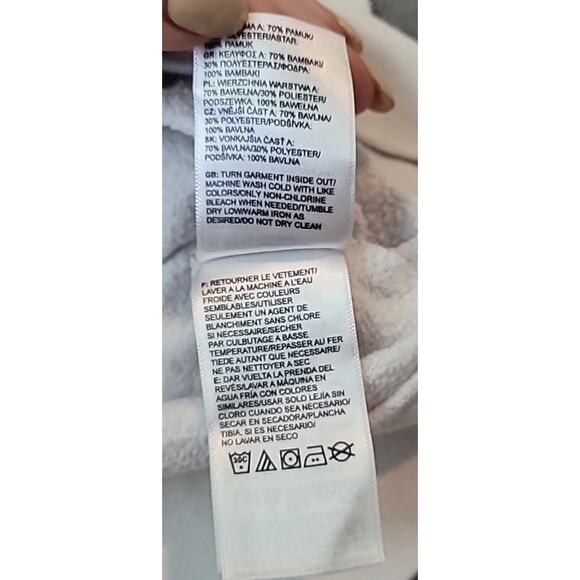 A: 70% PAMUK/
POLYESTER/ASTAR:
100% PAMUK
GR: ΚΕΛΥΦΟΣ A: 70% BAMBAKI/
30% ΠΟΛΥΕΣΤΕΡΑΣ/ΦΟΔΡΑ:
100% BAMBAKI
PL: WIERZCHNIA WARSTWA A:
70% BAWEŁNA/30% POLIESTER/
PODSZEWKA: 100% BAWEŁNA
CZ: VNĚJŠÍ ČÁST A: 70% BAVLNA/
30% POLYESTER/PODŠÍVKA:
100% BAVLNA
SK: VONKAJŠIA ČASŤ A:
70% BAVLNA/30% POLYESTER/
PODŠÍVKA: 100% BAVLNA
GB: TURN GARMENT INSIDE OUT/
MACHINE WASH COLD WITH LIKE
COLORS/ONLY NON-CHLORINE
BLEACH WHEN NEEDED/TUMBLE
DRY LOW/WARM IRON AS
DESIRED/DO NOT DRY CLEAN
F: RETOURNER LE VETEMENT/
LAVER A LA MACHINE A L'EAU
FROIDE AVEC COULEURS
SEMBLABLES/UTILISER
SEULEMENT UN AGENT DE
BLANCHIMENT SANS CHLORE
SI NECESSAIRE/SECHER
PAR CULBUTAGE A BASSE
TEMPERATURE/REPASSER AU FER
TIEDE AUTANT QUE NECESSAIRE/
NE PAS NETTOYER A SEC
E: DAR VUELTA LA PRENDA DEL
REVÉS/LAVAR A MÁQUINA EN
AGUA FRÍA CON COLORES
SIMILARES/USAR SOLO LEJÍA SIN
CLORO CUANDO SEA NECESARIO/
SECAR EN SECADORA/PLANCHA
TIBIA, SI ES NECESARIO/
NO LAVAR EN SECO
30C